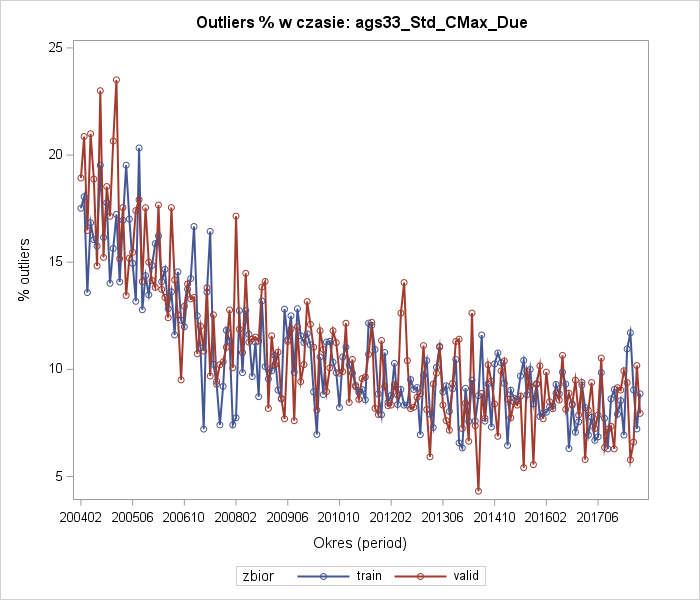 Outliers % w czasie: ags33_Std_CMax_Due
25
20
15
10
5
% outliers
200402 200506 200610 200802 200906 201010 201202 201306 201410 201602 201706
Okres (period)
zbior train valid